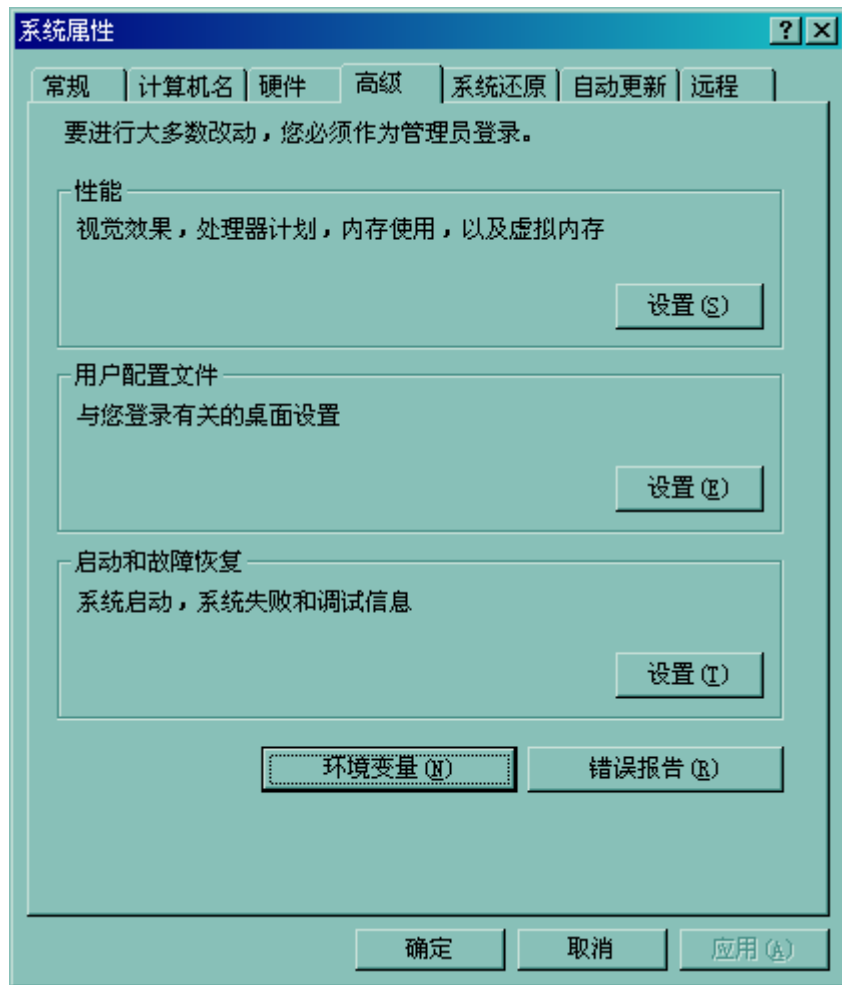 系统属性
常规 计算机名 硬件 高级 系统还原 自动更新 远程
要进行大多数改动，您必须作为管理员登录。
性能
视觉效果，处理器计划，内存使用，以及虚拟内存
设置(S)
用户配置文件
与您登录有关的桌面设置
设置(E)
启动和故障恢复
系统启动，系统失败和调试信息
设置(T)
环境变量(N) 错误报告(R)
确定 取消 应用(A)